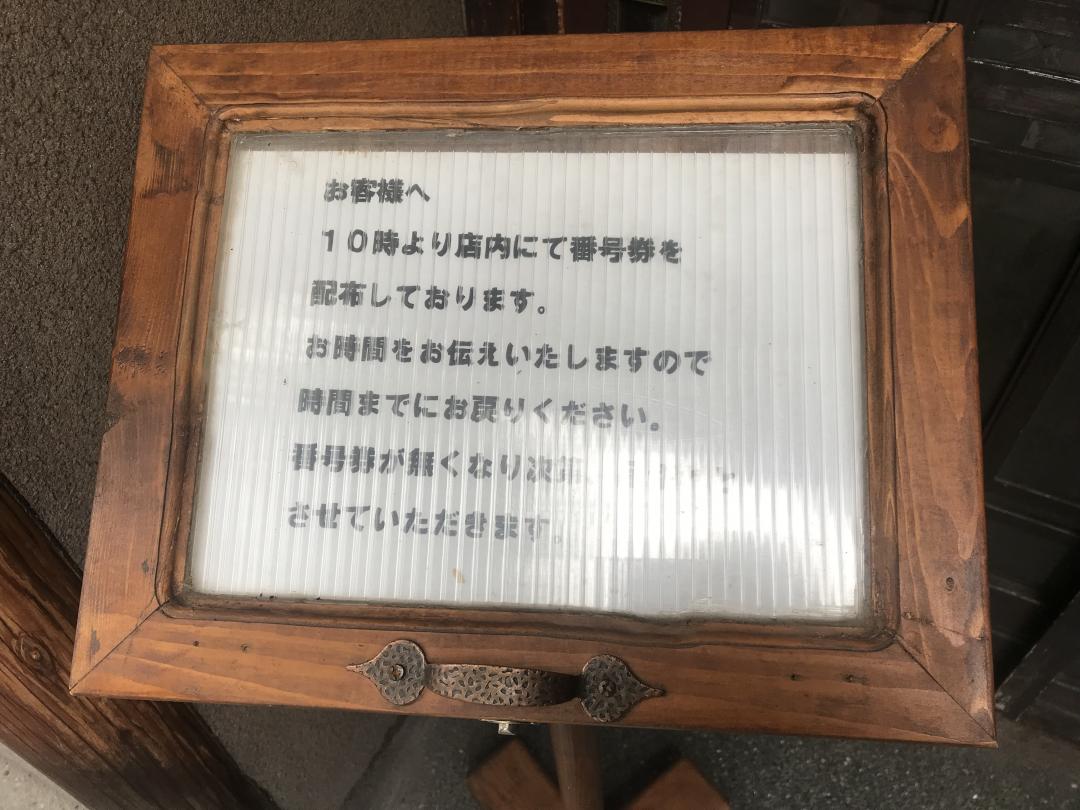 お客様へ
10時より店内にて番号券を
配布しております。
お時間をお伝えいたしますので
時間までにお戻りください。
番号券が無くなり次第、
させていただきます。